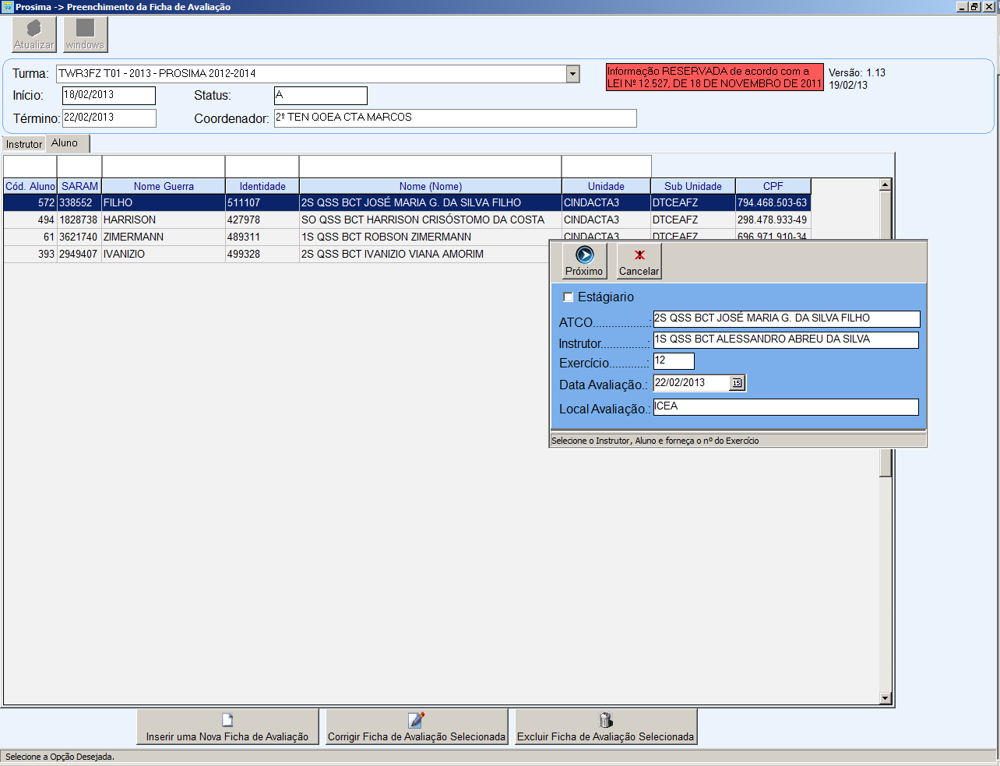 Prosima -> Preenchimento da Ficha de Avaliação
Atualizar windows
Turma: TWR3FZ T01 - 2013 - PROSIMA 2012-2014
Informação RESERVADA de acordo com a
LEI Nº 12.527, DE 18 DE NOVEMBRO DE 2011
Versão: 1.13
19/02/13
Início: 18/02/2013 Status: A
Término: 22/02/2013 Coordenador: 2º TEN QOEA CTA MARCOS
Instrutor Aluno
Cód. Aluno SARAM Nome Guerra Identidade Nome (Nome) Unidade Sub Unidade CPF
572 338552 FILHO 511107 2S QSS BCT JOSÉ MARIA G. DA SILVA FILHO CINDACTA3 DTCEAFZ 794.468.503-63
494 1828738 HARRISON 427978 SO QSS BCT HARRISON CRISÓSTOMO DA COSTA CINDACTA3 DTCEAFZ 298.478.933-49
61 3621740 ZIMERMANN 489311 1S QSS BCT ROBSON ZIMERMANN CINDACTA3 DTCEAFZ 696.971.910-34
393 2949407 IVANIZIO 499328 2S QSS BCT IVANIZIO VIANA AMORIM
Próximo Cancelar
Estágiario
ATCO.................: 2S QSS BCT JOSÉ MARIA G. DA SILVA FILHO
Instrutor..............: 1S QSS BCT ALESSANDRO ABREU DA SILVA
Exercício...........: 12
Data Avaliação.: 22/02/2013 15
Local Avaliação.: ICEA
Selecione o Instrutor, Aluno e forneça o nº do Exercício
Inserir uma Nova Ficha de Avaliação
Corrigir Ficha de Avaliação Selecionada
Excluir Ficha de Avaliação Selecionada
Selecione a Opção Desejada.